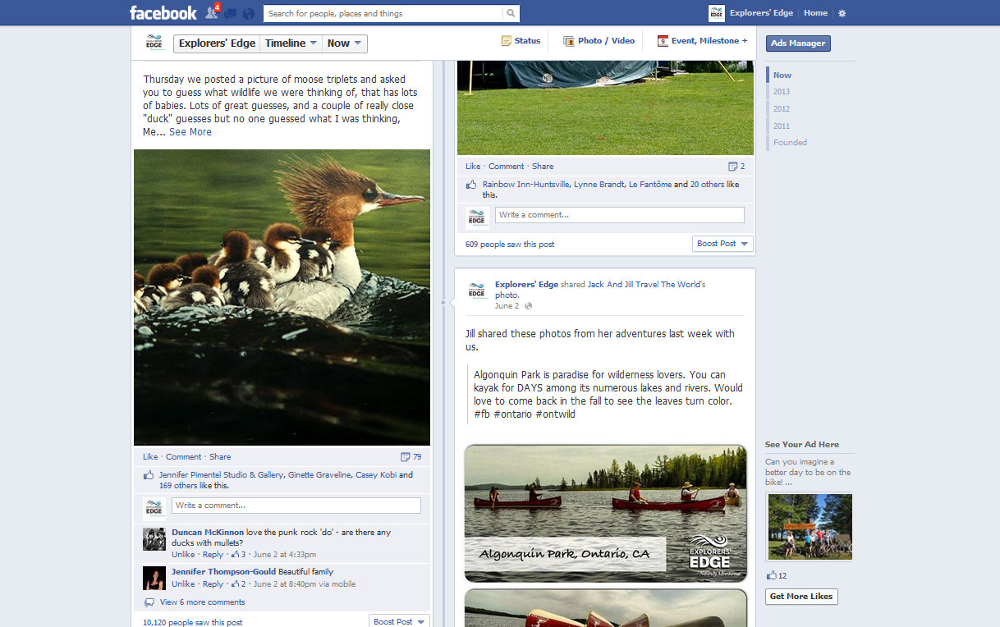 facebook
4
Search for people, places and things
Explorers' Edge
Home
Explorers' Edge
Timeline
Now
Status
Photo / Video
Event, Milestone +
Ads Manager
Now
2013
2012
2011
Founded
Thursday we posted a picture of moose triplets and asked
you to guess what wildlife we were thinking of, that has lots
of babies. Lots of great guesses, and a couple of really close
"duck" guesses but no one guessed what I was thinking,
Me... See More
Like · Comment · Share
79
Jennifer Pimentel Studio & Gallery, Ginette Graveline, Casey Kobi and
169 others like this.
EXPLORERS'
EDGE
Write a comment...
Duncan McKinnon love the punk rock 'do' - are there any
ducks with mullets?
Unlike · Reply · 3 · June 2 at 4:33pm
Jennifer Thompson-Gould Beautiful family
Unlike · Reply · 2 · June 2 at 8:40pm via mobile
View 6 more comments
10,120 people saw this post
Boost Post
Like · Comment · Share
2
Rainbow Inn-Huntsville, Lynne Brandt, Le Fantôme and 20 others like
this.
EXPLORERS'
EDGE
Write a comment...
609 people saw this post
Boost Post
EXPLORERS'
EDGE
Explorers' Edge shared Jack And Jill Travel The World's
photo.
June 2
Jill shared these photos from her adventures last week with
us.
Algonquin Park is paradise for wilderness lovers. You can
kayak for DAYS among its numerous lakes and rivers. Would
love to come back in the fall to see the leaves turn color.
#fb #ontario #ontwild
Algonquin Park, Ontario, CA
EXPLORERS'
EDGE
Naturally Adventurous
See Your Ad Here
Can you imagine a
better day to be on the
bike! ...
12
Get More Likes